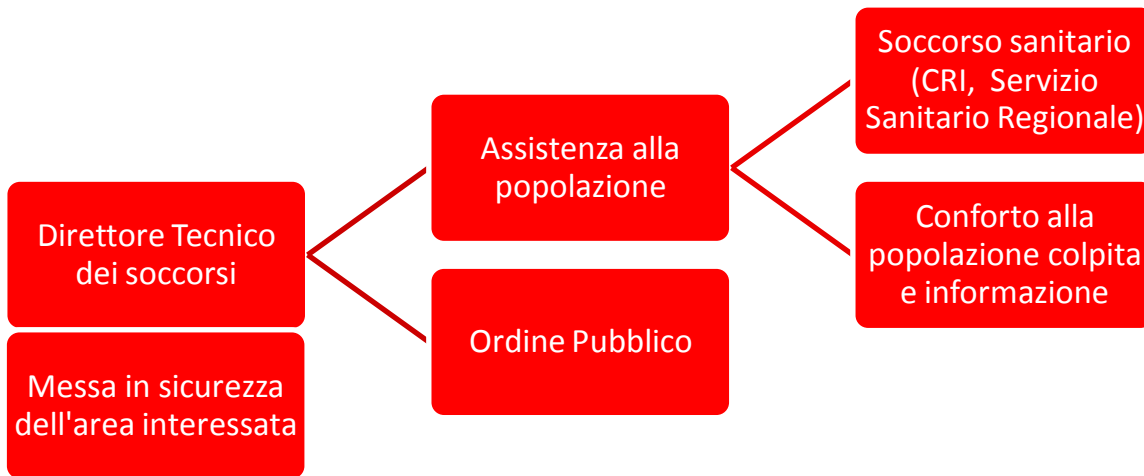 Direttore Tecnico
dei soccorsi
Messa in sicurezza
dell'area interessata
Assistenza alla
popolazione
Ordine Pubblico
Soccorso sanitario
(CRI, Servizio
Sanitario Regionale)
Conforto alla
popolazione colpita
e informazione